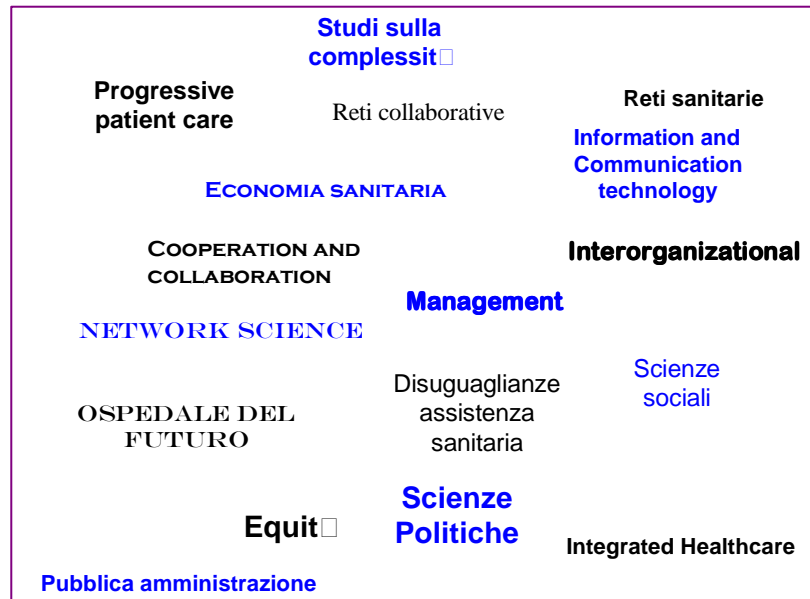 Studi sulla
complessit□
Progressive
patient care
Reti collaborative
Reti sanitarie
Information and
Communication
technology
ECONOMIA SANITARIA
COOPERATION AND
COLLABORATION
Interorganizational
Management
NETWORK SCIENCE
Scienze
sociali
Disuguaglianze
assistenza
sanitaria
OSPEDALE DEL
FUTURO
Scienze
Politiche
Equit□
Integrated Healthcare
Pubblica amministrazione